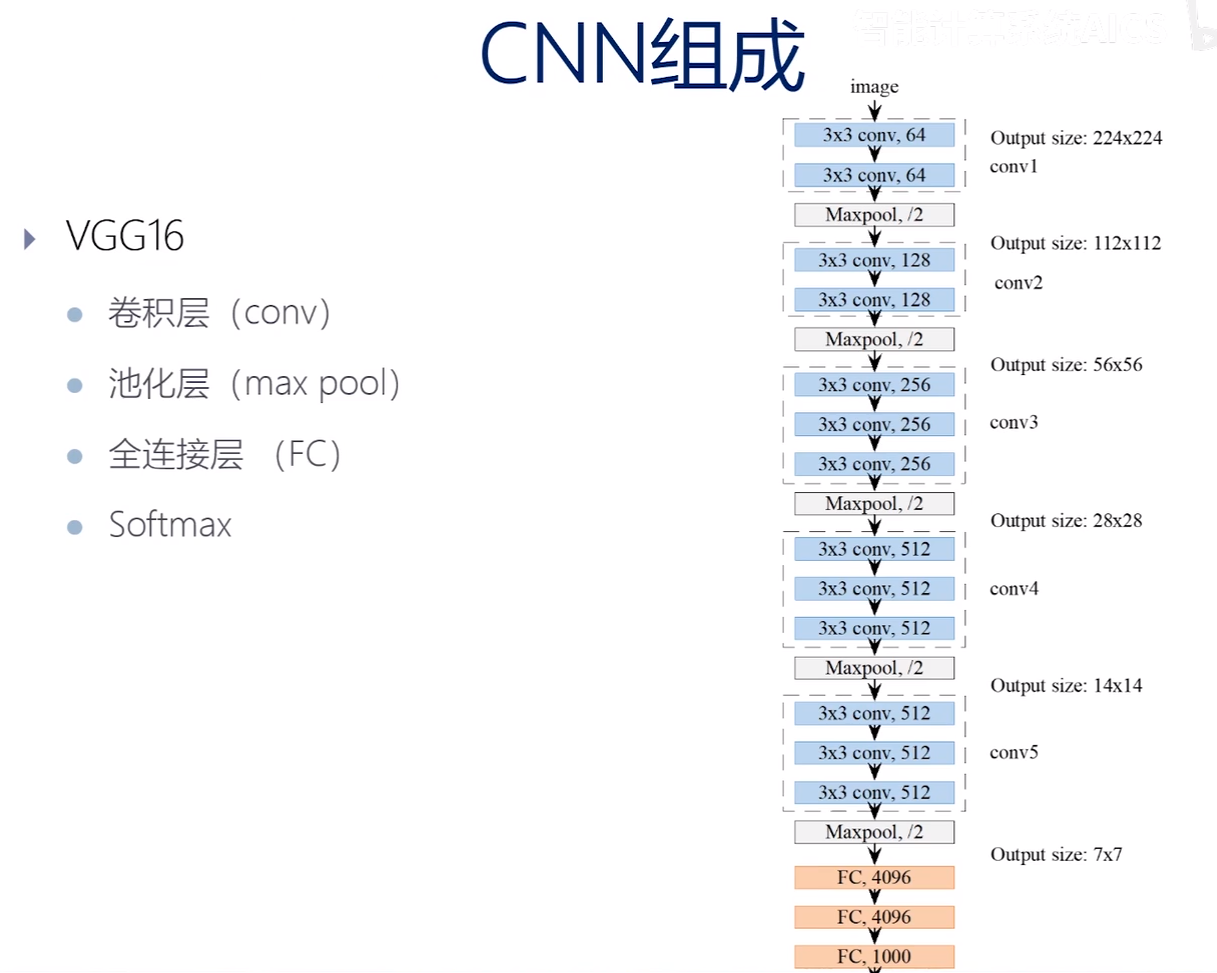 智能计算系统AICS
CNN组成
VGG16
卷积层（conv）
池化层（max pool）
全连接层 （FC）
Softmax
image
3x3 conv, 64
3x3 conv, 64
Output size: 224x224
conv1
Maxpool, /2
Output size: 112x112
3x3 conv, 128
3x3 conv, 128
conv2
Maxpool, /2
Output size: 56x56
3x3 conv, 256
3x3 conv, 256
3x3 conv, 256
conv3
Maxpool, /2
Output size: 28x28
3x3 conv, 512
3x3 conv, 512
3x3 conv, 512
conv4
Maxpool, /2
Output size: 14x14
3x3 conv, 512
3x3 conv, 512
3x3 conv, 512
conv5
Maxpool, /2
Output size: 7x7
FC, 4096
FC, 4096
FC, 1000